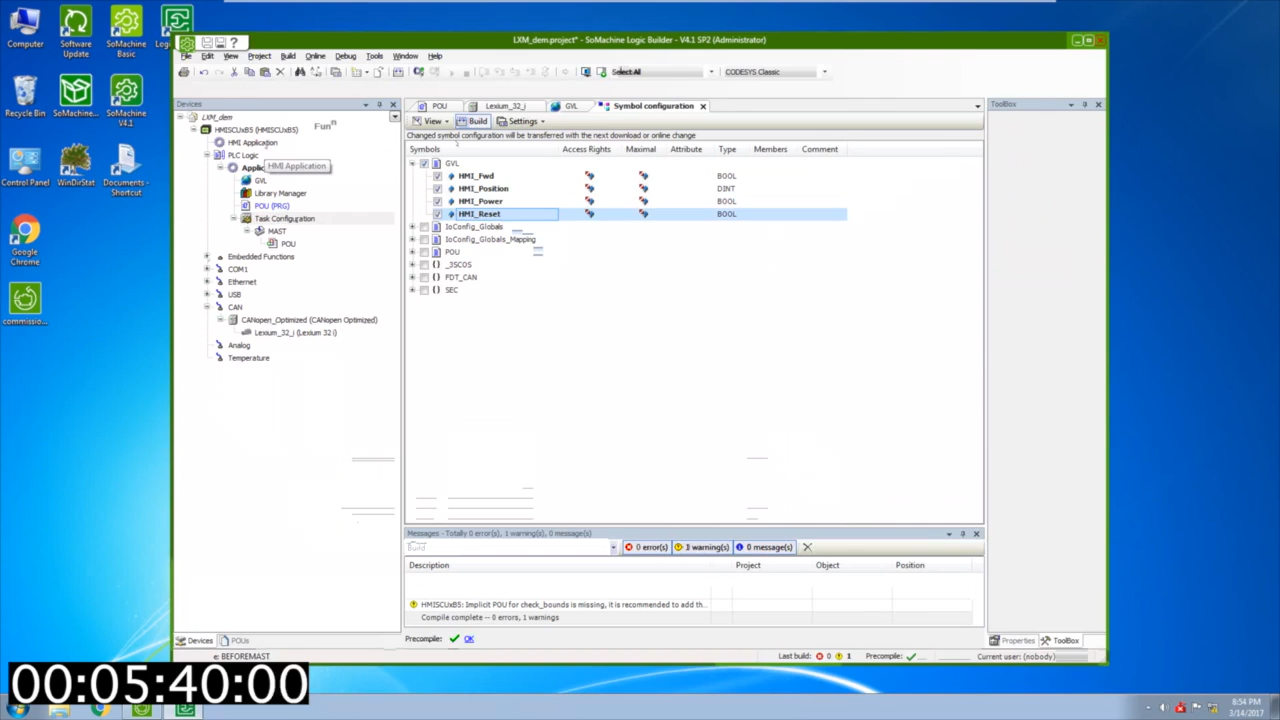 Computer
Software
Update
SoMachine
Basic
Recycle Bin
SoMachine...
SoMachine
V4.1
Control Panel
WinDirStat
Documents -
Shortcut
Google
Chrome
commissio...
LXM_dem.project* - SoMachine Logic Builder - V4.1 SP2 (Administrator)
File Edit View Project Build Online Debug Tools Window Help
Select All
CODESYS Classic
Devices
LXM_dem
HMISCUxB5 (HMISCUxB5)
HMI Application
PLC Logic
HMI Application
GVL
Library Manager
POU (PRG)
Task Configuration
MAST
POU
Embedded Functions
COM1
Ethernet
USB
CAN
CANopen_Optimized (CANopen Optimized)
Lexium_32_i (Lexium 32 i)
Analog
Temperature
Devices POUs
POU Lexium_32_i GVL Symbol configuration
View Build Settings
Changed symbol configuration will be transferred with the next download or online change
Symbols Access Rights Maximal Attribute Type Members Comment
GVL
HMI_Fwd BOOL
HMI_Position DINT
HMI_Power BOOL
HMI_Reset BOOL
IoConfig_Globals
IoConfig_Globals_Mapping
POU
_3SCOS
FDT_CAN
SEC
Messages - Totally 0 error(s), 1 warning(s), 0 message(s)
Build 0 error(s) 1 warning(s) 0 message(s)
Description Project Object Position
HMISCUxB5: Implicit POU for check_bounds is missing, it is recommended to add th...
Compile complete -- 0 errors, 1 warnings
Precompile: OK
ToolBox
Properties ToolBox
e: BEFOREMAST
Last build: 0 1 Precompile: Current user: (nobody)
00:05:40:00
8:54 PM
3/14/2017